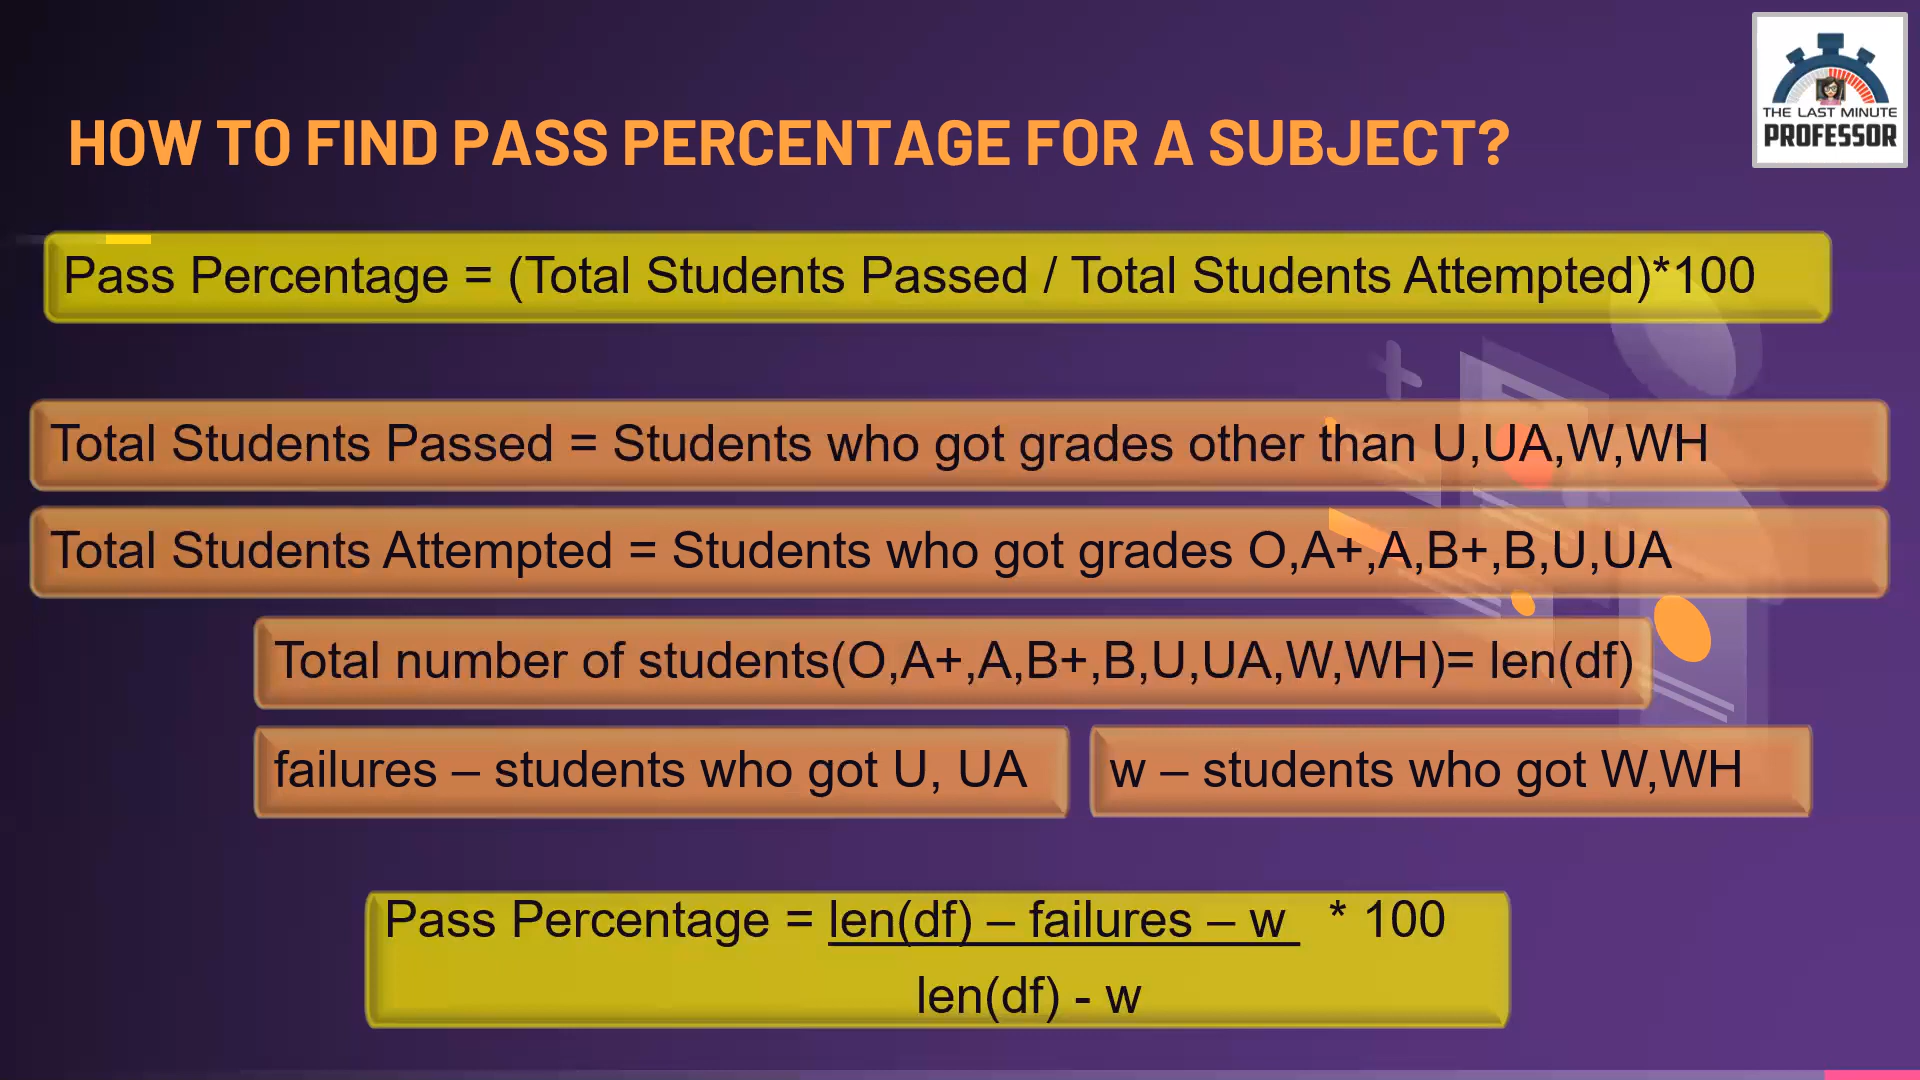 THE LAST MINUTE
PROFESSOR
HOW TO FIND PASS PERCENTAGE FOR A SUBJECT?
Pass Percentage = (Total Students Passed / Total Students Attempted)*100
Total Students Passed = Students who got grades other than U,UA,W,WH
Total Students Attempted = Students who got grades O,A+,A,B+,B,U,UA
Total number of students(O,A+,A,B+,B,U,UA,W,WH)= len(df)
failures – students who got U, UA
w – students who got W,WH
Pass Percentage = len(df) – failures – w * 100
len(df) - w